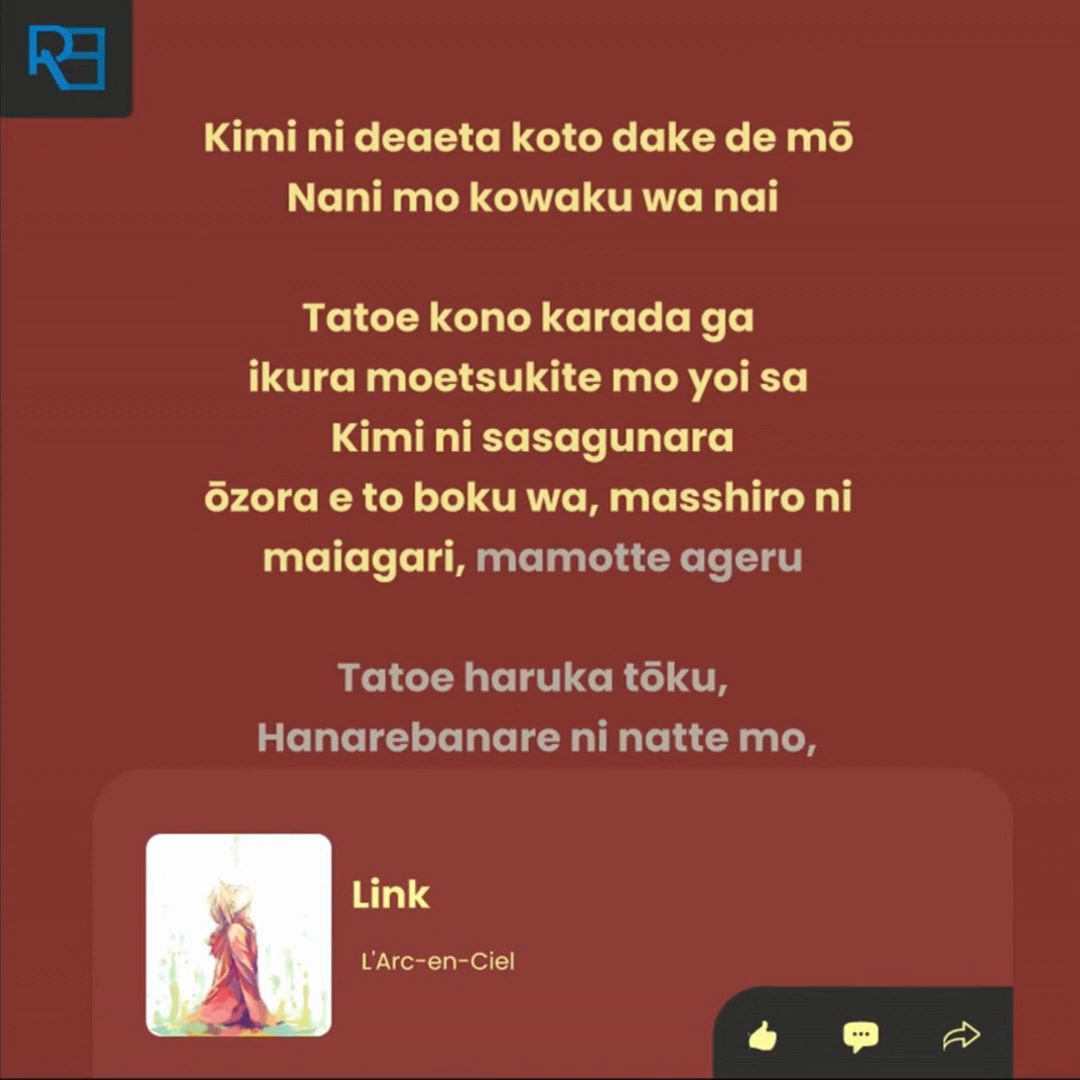 RE
Kimi ni deaeta koto dake de mō
Nani mo kowaku wa nai
Tatoe kono karada ga
ikura moetsukite mo yoi sa
Kimi ni sasagunara
ōzora e to boku wa, masshiro ni
maiagari, mamotte ageru
Tatoe haruka tōku,
Hanarebanare ni natte mo,
Link
L'Arc-en-Ciel